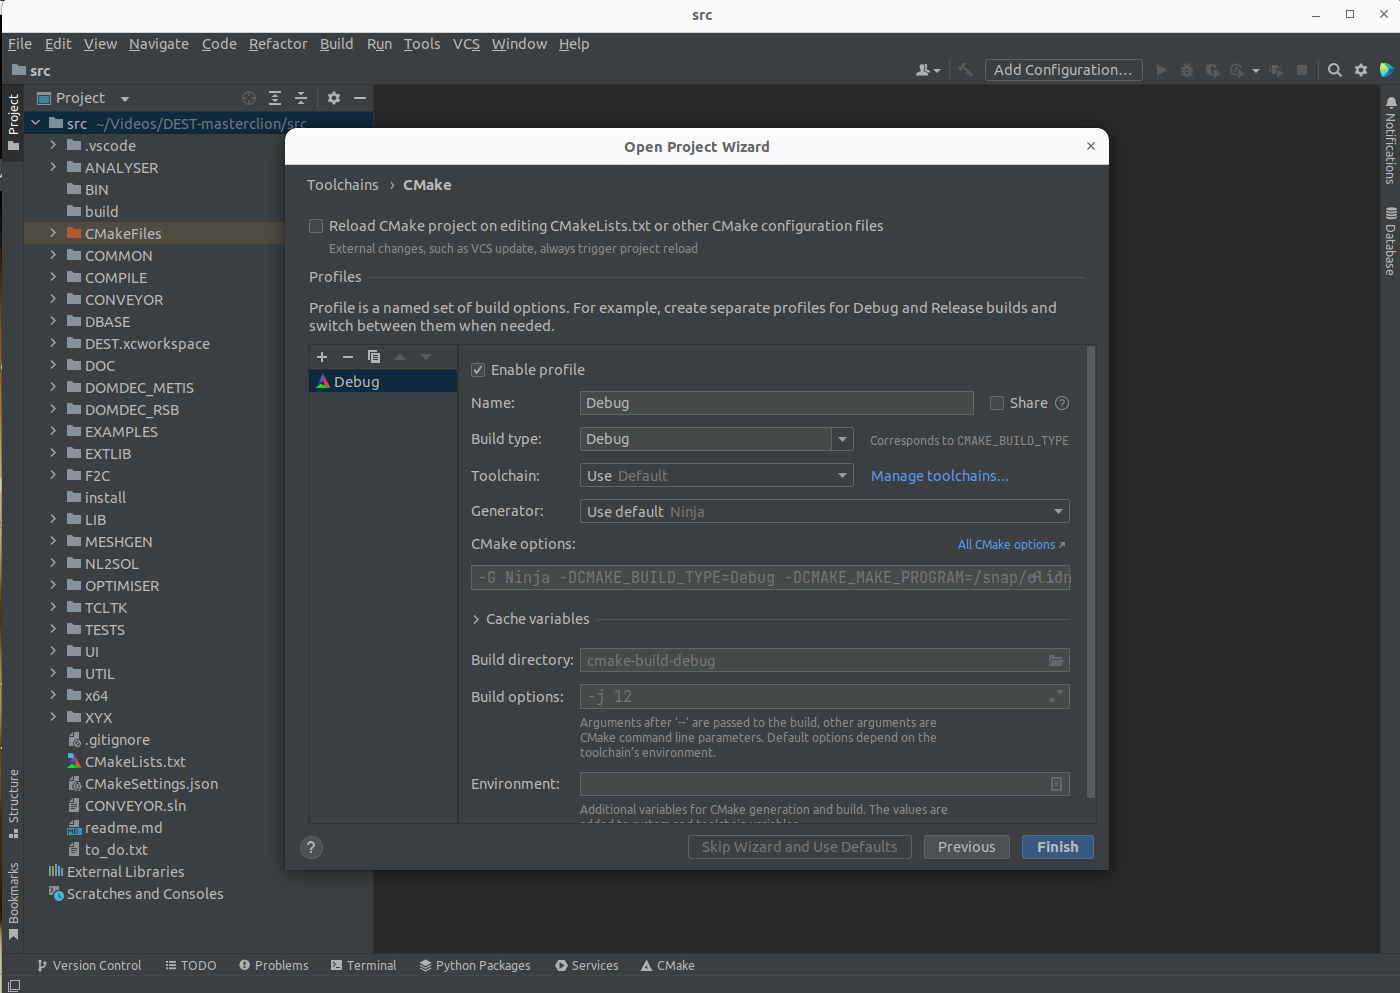 src
File Edit View Navigate Code Refactor Build Run Tools VCS Window Help
src
Add Configuration...
Project
Project
src ~/Videos/DEST-masterclion/src
.vscode
ANALYSER
BIN
build
CMakeFiles
COMMON
COMPILE
CONVEYOR
DBASE
DEST.xcworkspace
DOC
DOMDEC_METIS
DOMDEC_RSB
EXAMPLES
EXTLIB
F2C
install
LIB
MESHGEN
NL2SOL
OPTIMISER
TCLTK
TESTS
UI
UTIL
x64
XYX
.gitignore
CMakeLists.txt
CMakeSettings.json
CONVEYOR.sln
readme.md
to_do.txt
External Libraries
Scratches and Consoles
Structure
Bookmarks
Notifications
Database
Open Project Wizard
Toolchains › CMake
Reload CMake project on editing CMakeLists.txt or other CMake configuration files
External changes, such as VCS update, always trigger project reload
Profiles
Profile is a named set of build options. For example, create separate profiles for Debug and Release builds and
switch between them when needed.
Debug
Enable profile
Name: Debug Share ?
Build type: Debug Corresponds to CMAKE_BUILD_TYPE
Toolchain: Use Default Manage toolchains...
Generator: Use default Ninja
CMake options: All CMake options
-G Ninja -DCMAKE_BUILD_TYPE=Debug -DCMAKE_MAKE_PROGRAM=/snap/clion
Cache variables
Build directory: cmake-build-debug
Build options: -j 12
Arguments after '--' are passed to the build, other arguments are
CMake command line parameters. Default options depend on the
toolchain's environment.
Environment:
Additional variables for CMake generation and build. The values are
added to system and toolchain variables.
? Skip Wizard and Use Defaults Previous Finish
Version Control TODO Problems Terminal Python Packages Services CMake